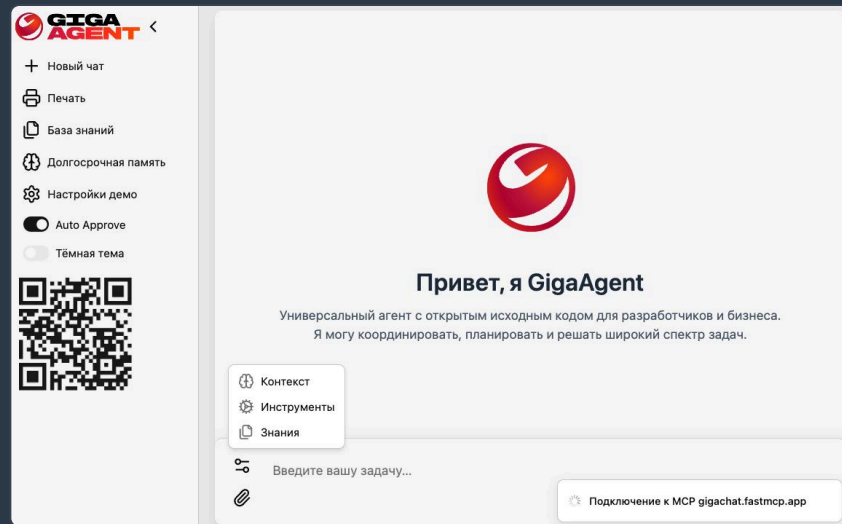 GIGA
AGENT
Новый чат
Печать
База знаний
Долгосрочная память
Настройки демо
Auto Approve
Тёмная тема
Привет, я GigaAgent
Универсальный агент с открытым исходным кодом для разработчиков и бизнеса.
Я могу координировать, планировать и решать широкий спектр задач.
Контекст
Инструменты
Знания
Введите вашу задачу...
Подключение к MCP gigachat.fastmcp.app